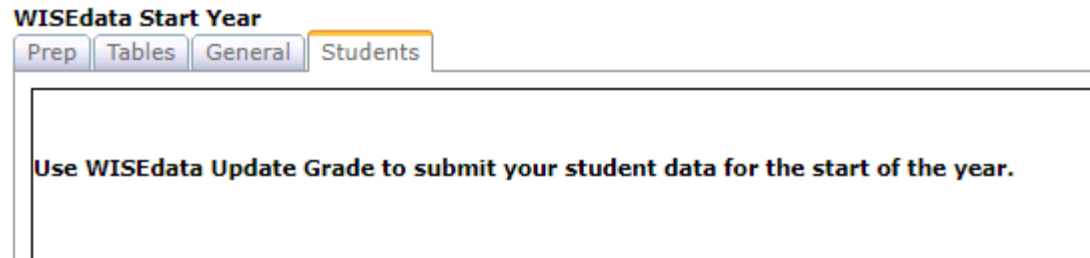 WISEdata Start Year
Prep Tables General Students
Use WISEdata Update Grade to submit your student data for the start of the year.